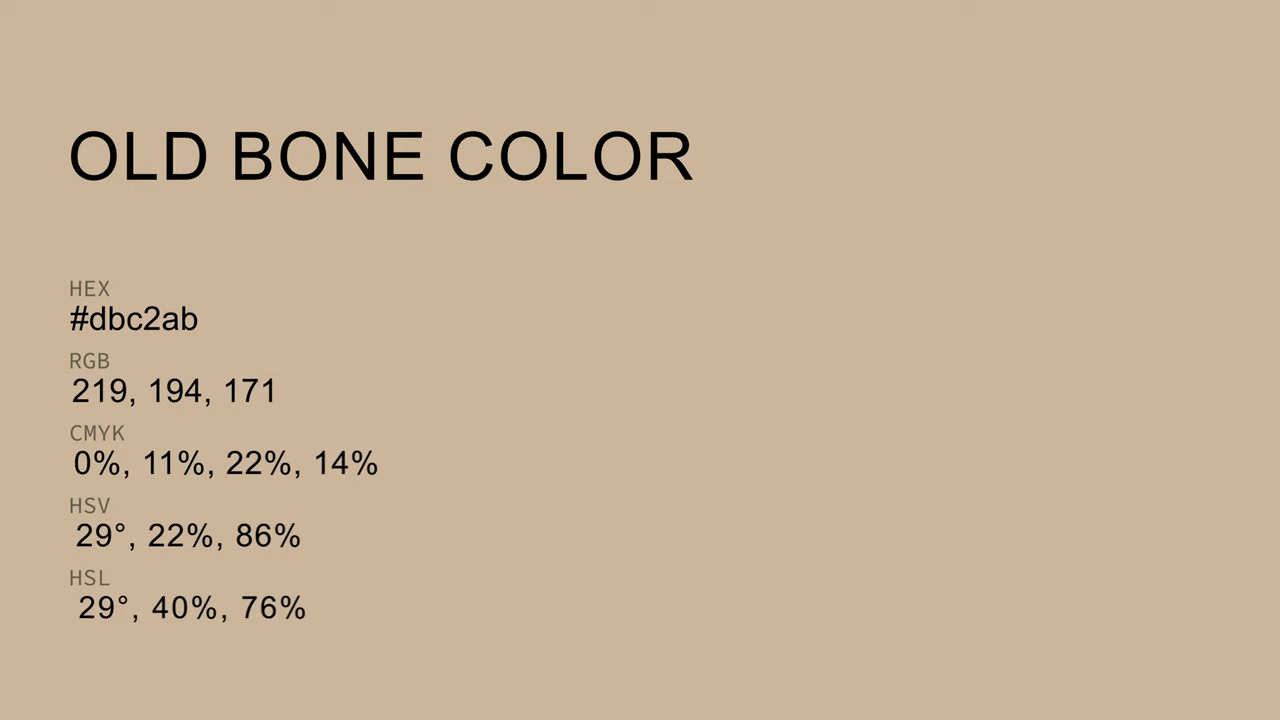 OLD BONE COLOR
HEX
#dbc2ab
RGB
219, 194, 171
CMYK
0%, 11%, 22%, 14%
HSV
29°, 22%, 86%
HSL
29°, 40%, 76%